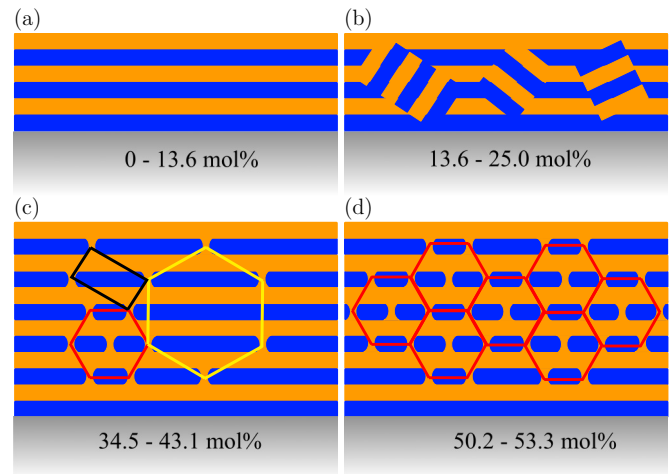 (a)
(b)
0 - 13.6 mol%
13.6 - 25.0 mol%
(c)
(d)
34.5 - 43.1 mol%
50.2 - 53.3 mol%